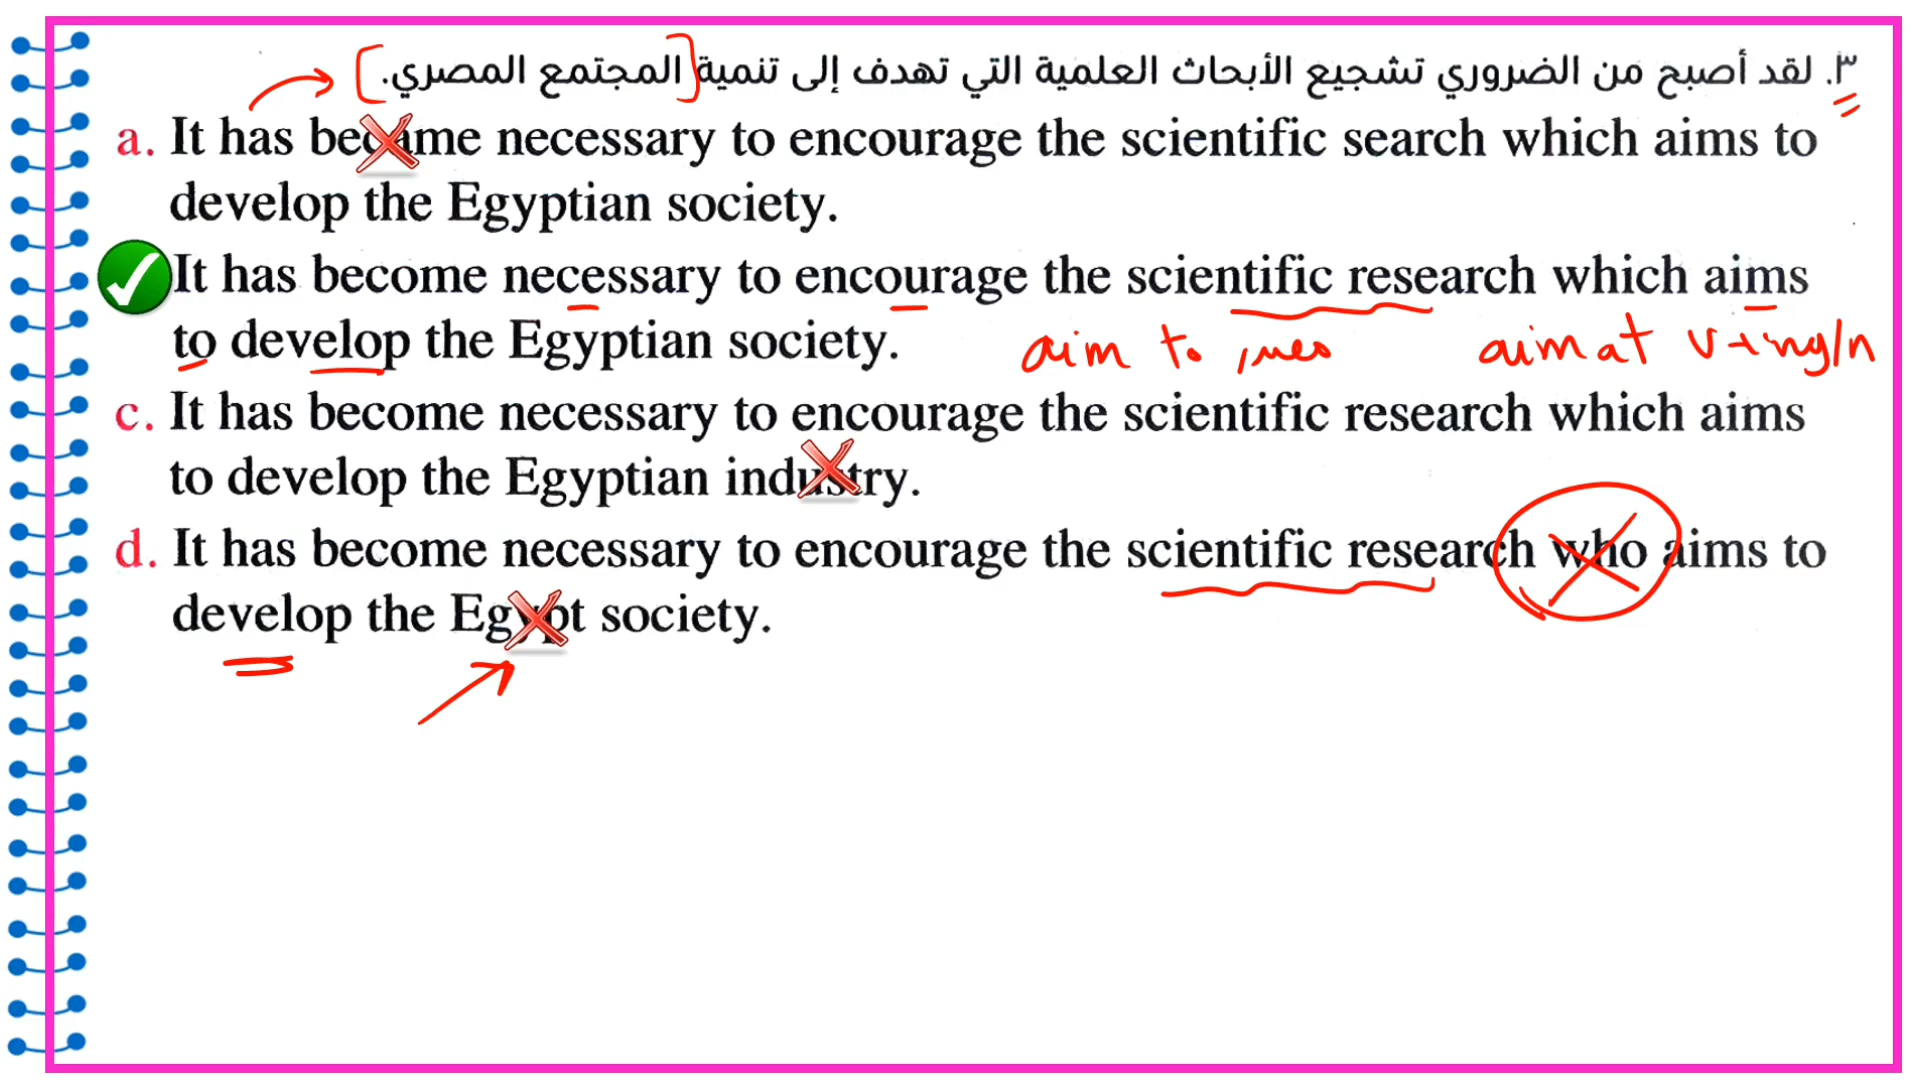 ٣. لقد أصبح من الضروري تشجيع الأبحاث العلمية التي تهدف إلى تنمية المجتمع المصري.
a. It has became necessary to encourage the scientific search which aims to
develop the Egyptian society.
It has become necessary to encourage the scientific research which aims
to develop the Egyptian society.
aim to مصدر aim at v+ing/n
c. It has become necessary to encourage the scientific research which aims
to develop the Egyptian industry.
d. It has become necessary to encourage the scientific research who aims to
develop the Egypt society.